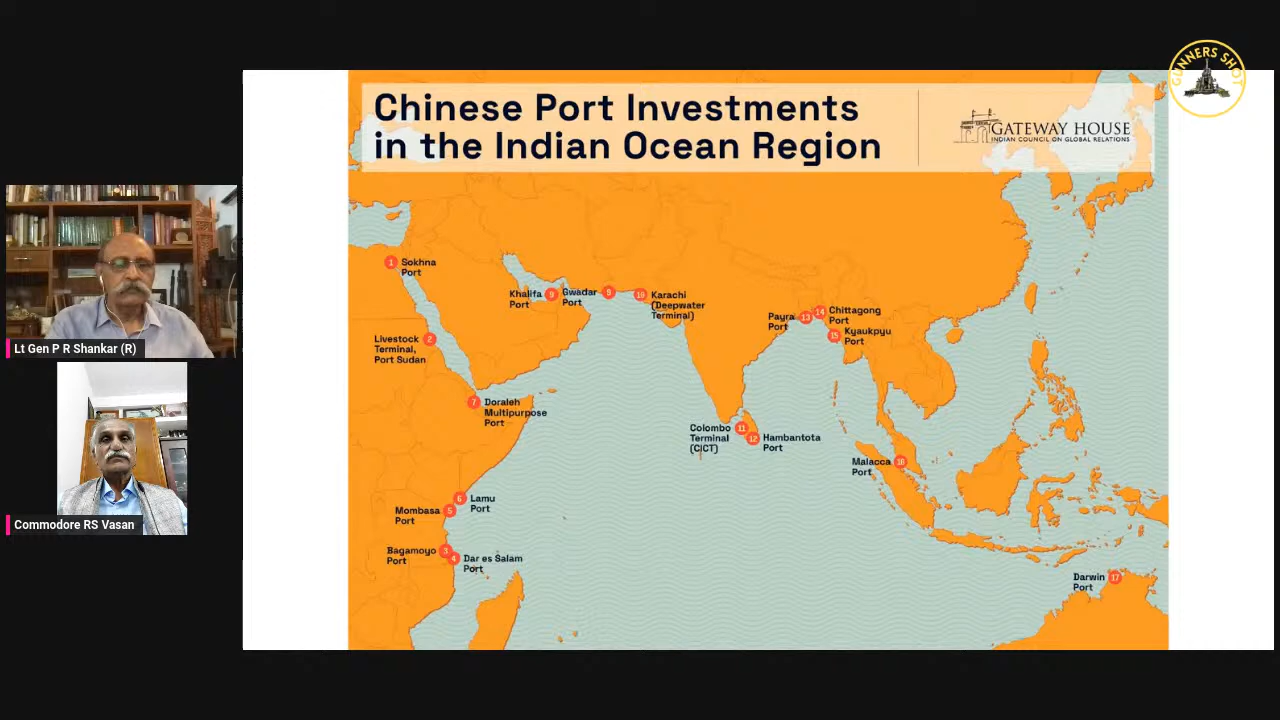 GUNNERS SHOT
Chinese Port Investments
in the Indian Ocean Region
GATEWAY HOUSE
INDIAN COUNCIL ON GLOBAL RELATIONS
1 Sokhna
Port
Khalifa 9
Port
Gwadar 9
Port
10 Karachi
(Deepwater
Terminal)
Payra 13
Port
14 Chittagong
Port
15 Kyaukpyu
Port
Livestock 2
Terminal,
Port Sudan
7 Doraleh
Multipurpose
Port
Colombo 11
Terminal
(CICT)
12 Hambantota
Port
Malacca 16
Port
6 Lamu
Port
Mombasa 5
Port
Bagamoyo 3
Port
4 Dar es Salam
Port
Darwin 17
Port
Lt Gen P R Shankar (R)
Commodore RS Vasan